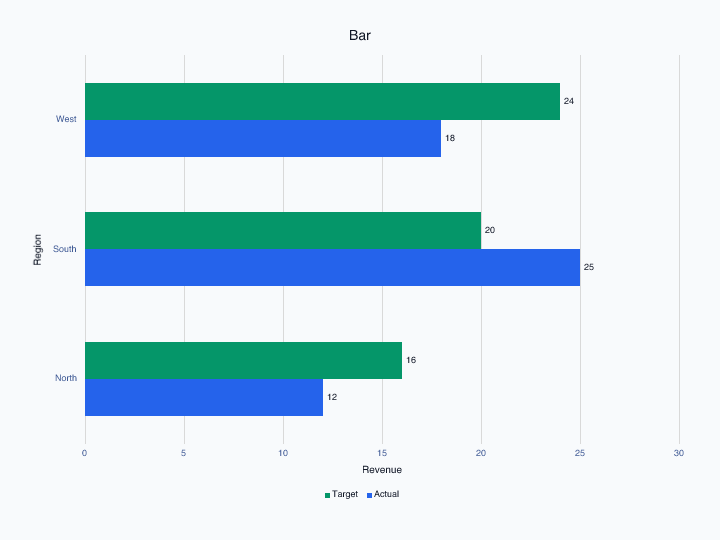 Bar
24
West
18
20
Region
South
25
16
North
12
0 5 10 15 20 25 30
Revenue
Target Actual